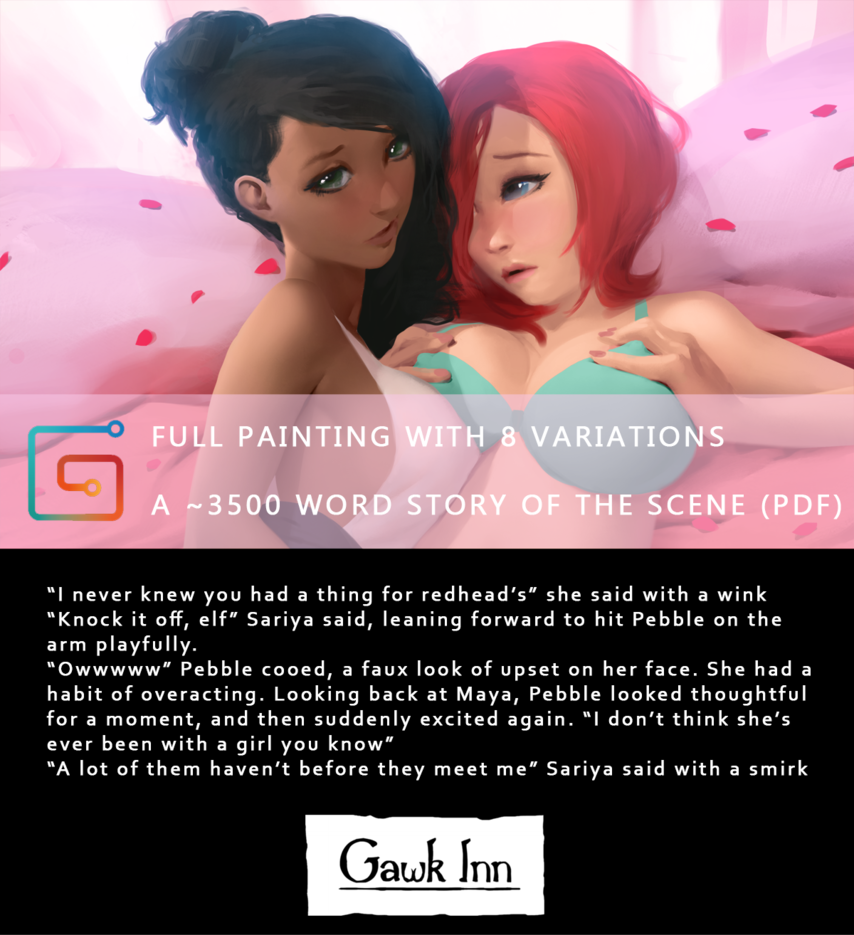 FULL PAINTING WITH 8 VARIATIONS
A ~3500 WORD STORY OF THE SCENE (PDF)
“I never knew you had a thing for redhead’s” she said with a wink
“Knock it off, elf” Sariya said, leaning forward to hit Pebble on the
arm playfully.
“Owwwww” Pebble cooed, a faux look of upset on her face. She had a
habit of overacting. Looking back at Maya, Pebble looked thoughtful
for a moment, and then suddenly excited again. “I don’t think she’s
ever been with a girl you know”
“A lot of them haven’t before they meet me” Sariya said with a smirk
Gawk Inn